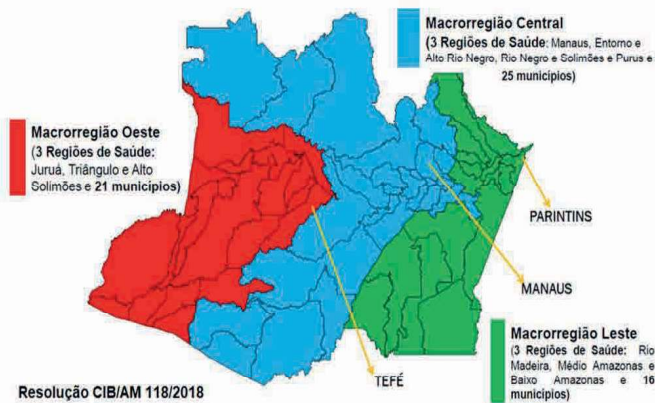 Macrorregião Central
(3 Regiões de Saúde: Manaus, Entorno e
Alto Rio Negro, Rio Negro e Solimões e Purus e
25 municípios)
Macrorregião Oeste
(3 Regiões de Saúde:
Juruá, Triângulo e Alto
Solimões e 21 municípios)
PARINTINS
MANAUS
Macrorregião Leste
(3 Regiões de Saúde: Rio
Madeira, Médio Amazonas e
Baixo Amazonas e 16
municípios)
TEFÉ
Resolução CIB/AM 118/2018